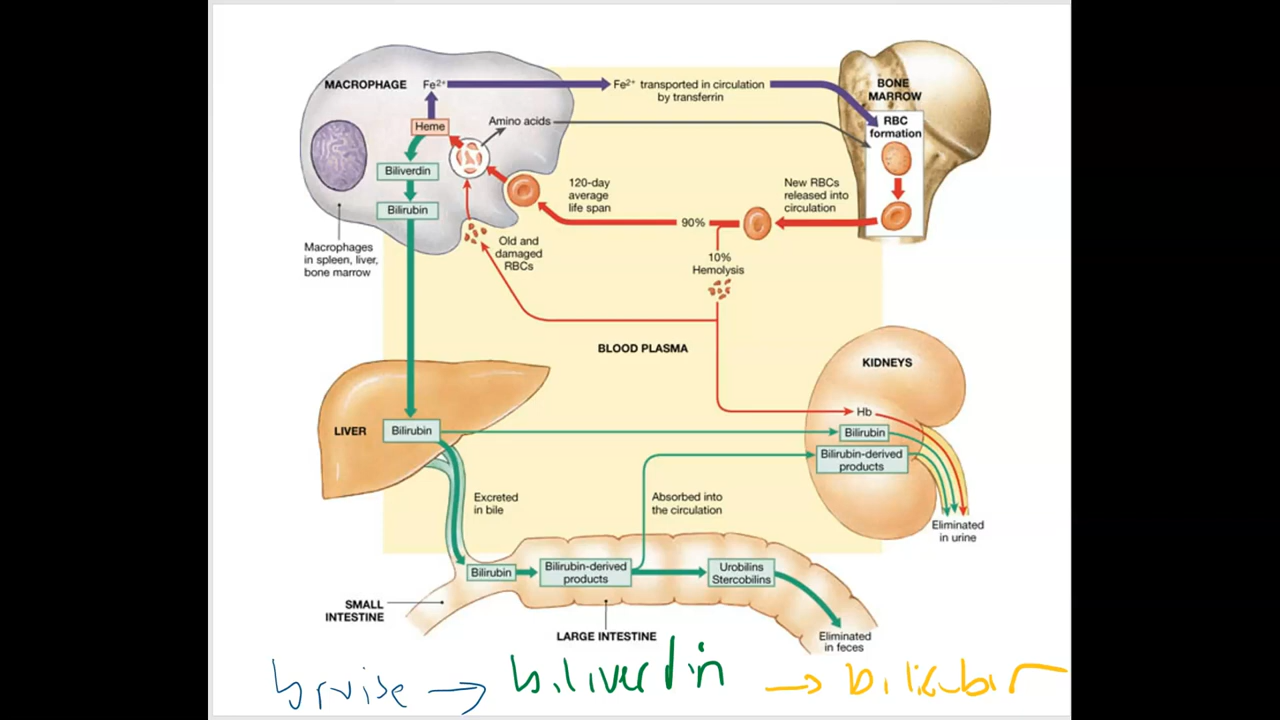 MACROPHAGE
Fe²⁺
Fe²⁺ transported in circulation
by transferrin
BONE
MARROW
Heme
Amino acids
RBC
formation
Biliverdin
Bilirubin
120-day
average
life span
New RBCs
released into
circulation
90%
Macrophages
in spleen, liver,
bone marrow
Old and
damaged
RBCs
10%
Hemolysis
BLOOD PLASMA
KIDNEYS
LIVER
Bilirubin
Hb
Bilirubin
Bilirubin-derived
products
Excreted
in bile
Absorbed into
the circulation
Eliminated
in urine
Bilirubin
Bilirubin-derived
products
Urobilins
Stercobilins
SMALL
INTESTINE
LARGE INTESTINE
Eliminated
in feces
bruise → biliverdin →